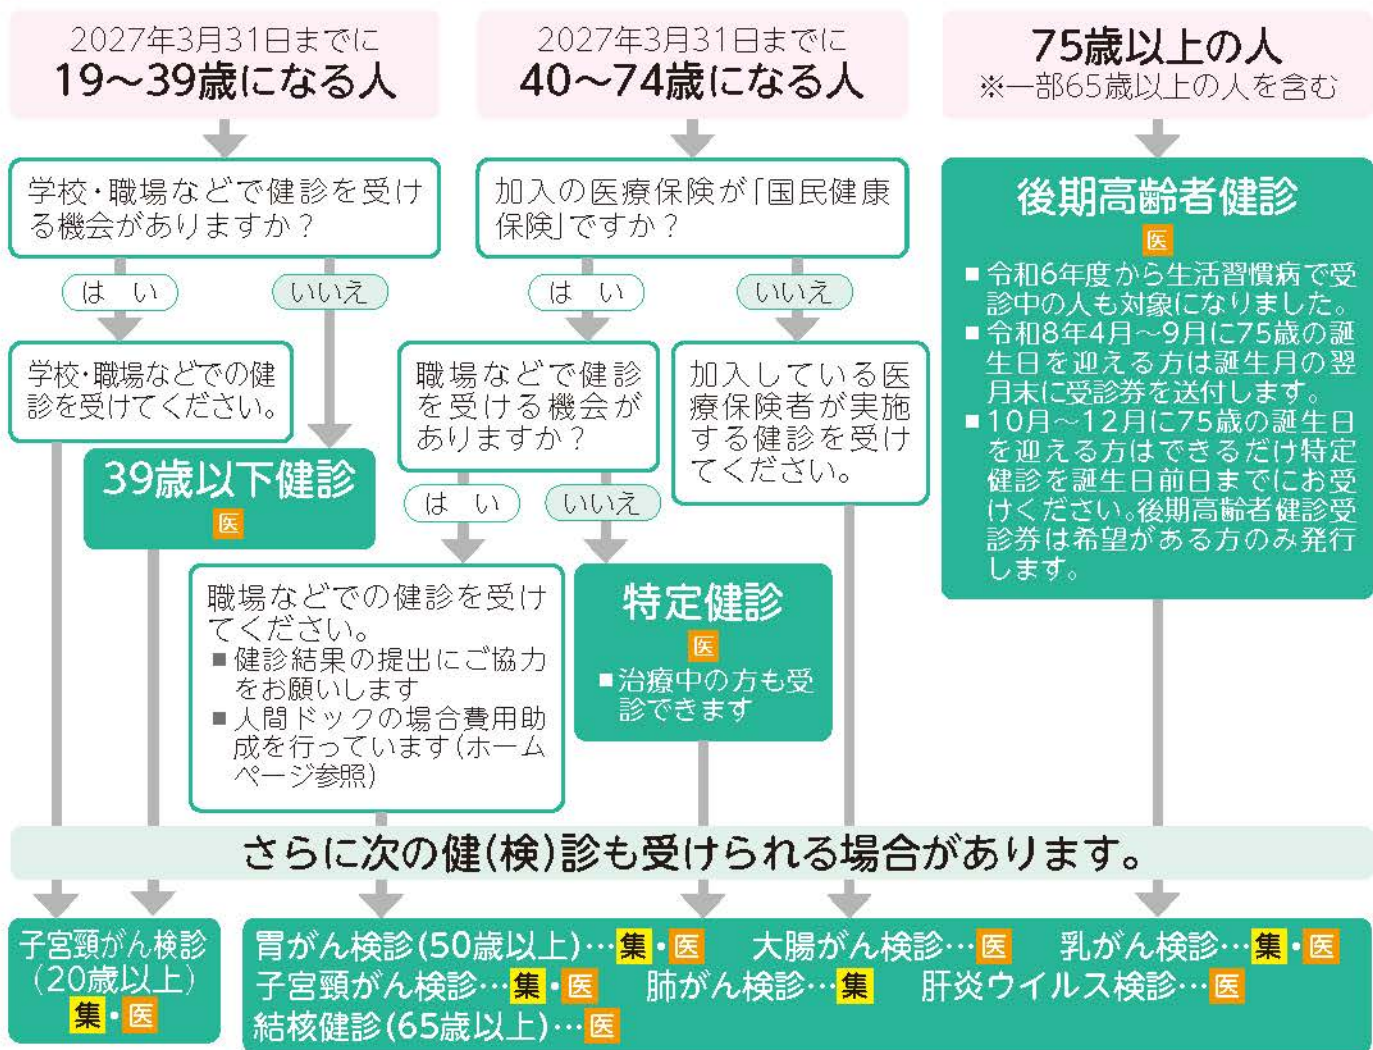 2027年3月31日までに
19〜39歳になる人
2027年3月31日までに
40〜74歳になる人
75歳以上の人
※一部65歳以上の人を含む
学校・職場などで健診を受け
る機会がありますか？
はい
いいえ
学校・職場などでの健
診を受けてください。
39歳以下健診
医
加入の医療保険が「国民健康
保険」ですか？
はい
いいえ
職場などで健診
を受ける機会が
ありますか？
はい
いいえ
加入している医
療保険者が実施
する健診を受け
てください。
職場などでの健診を受け
てください。
■健診結果の提出にご協力
をお願いします
■人間ドックの場合費用助
成を行っています(ホーム
ページ参照)
特定健診
医
■治療中の方も受
診できます
後期高齢者健診
医
■令和6年度から生活習慣病で受
診中の人も対象になりました。
■令和8年4月〜9月に75歳の誕
生日を迎える方は誕生月の翌
月末に受診券を送付します。
■10月〜12月に75歳の誕生日
を迎える方はできるだけ特定
健診を誕生日前日までにお受
けください。後期高齢者健診受
診券は希望がある方のみ発行
します。
さらに次の健(検)診も受けられる場合があります。
子宮頸がん検診
(20歳以上)
集・医
胃がん検診(50歳以上)…集・医 大腸がん検診…医 乳がん検診…集・医
子宮頸がん検診…集・医 肺がん検診…集 肝炎ウイルス検診…医
結核健診(65歳以上)…医